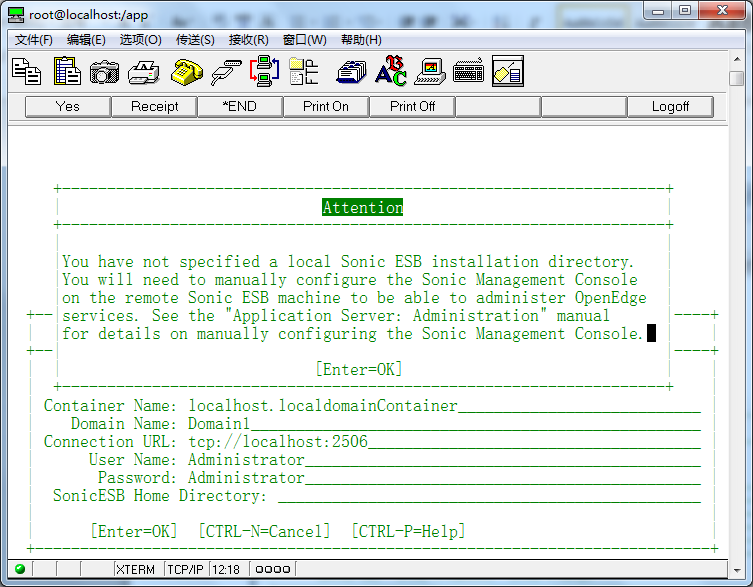 root@localhost:/app
文件(F) 编辑(E) 选项(O) 传送(S) 接收(R) 窗口(W) 帮助(H)
Yes Receipt *END Print On Print Off Logoff
Attention
You have not specified a local Sonic ESB installation directory.
You will need to manually configure the Sonic Management Console
on the remote Sonic ESB machine to be able to administer OpenEdge
services. See the "Application Server: Administration" manual
for details on manually configuring the Sonic Management Console.
[Enter=OK]
Container Name: localhost.localdomainContainer
Domain Name: Domain1
Connection URL: tcp://localhost:2506
User Name: Administrator
Password: Administrator
SonicESB Home Directory:
[Enter=OK] [CTRL-N=Cancel] [CTRL-P=Help]
XTERM TCP/IP 12:18